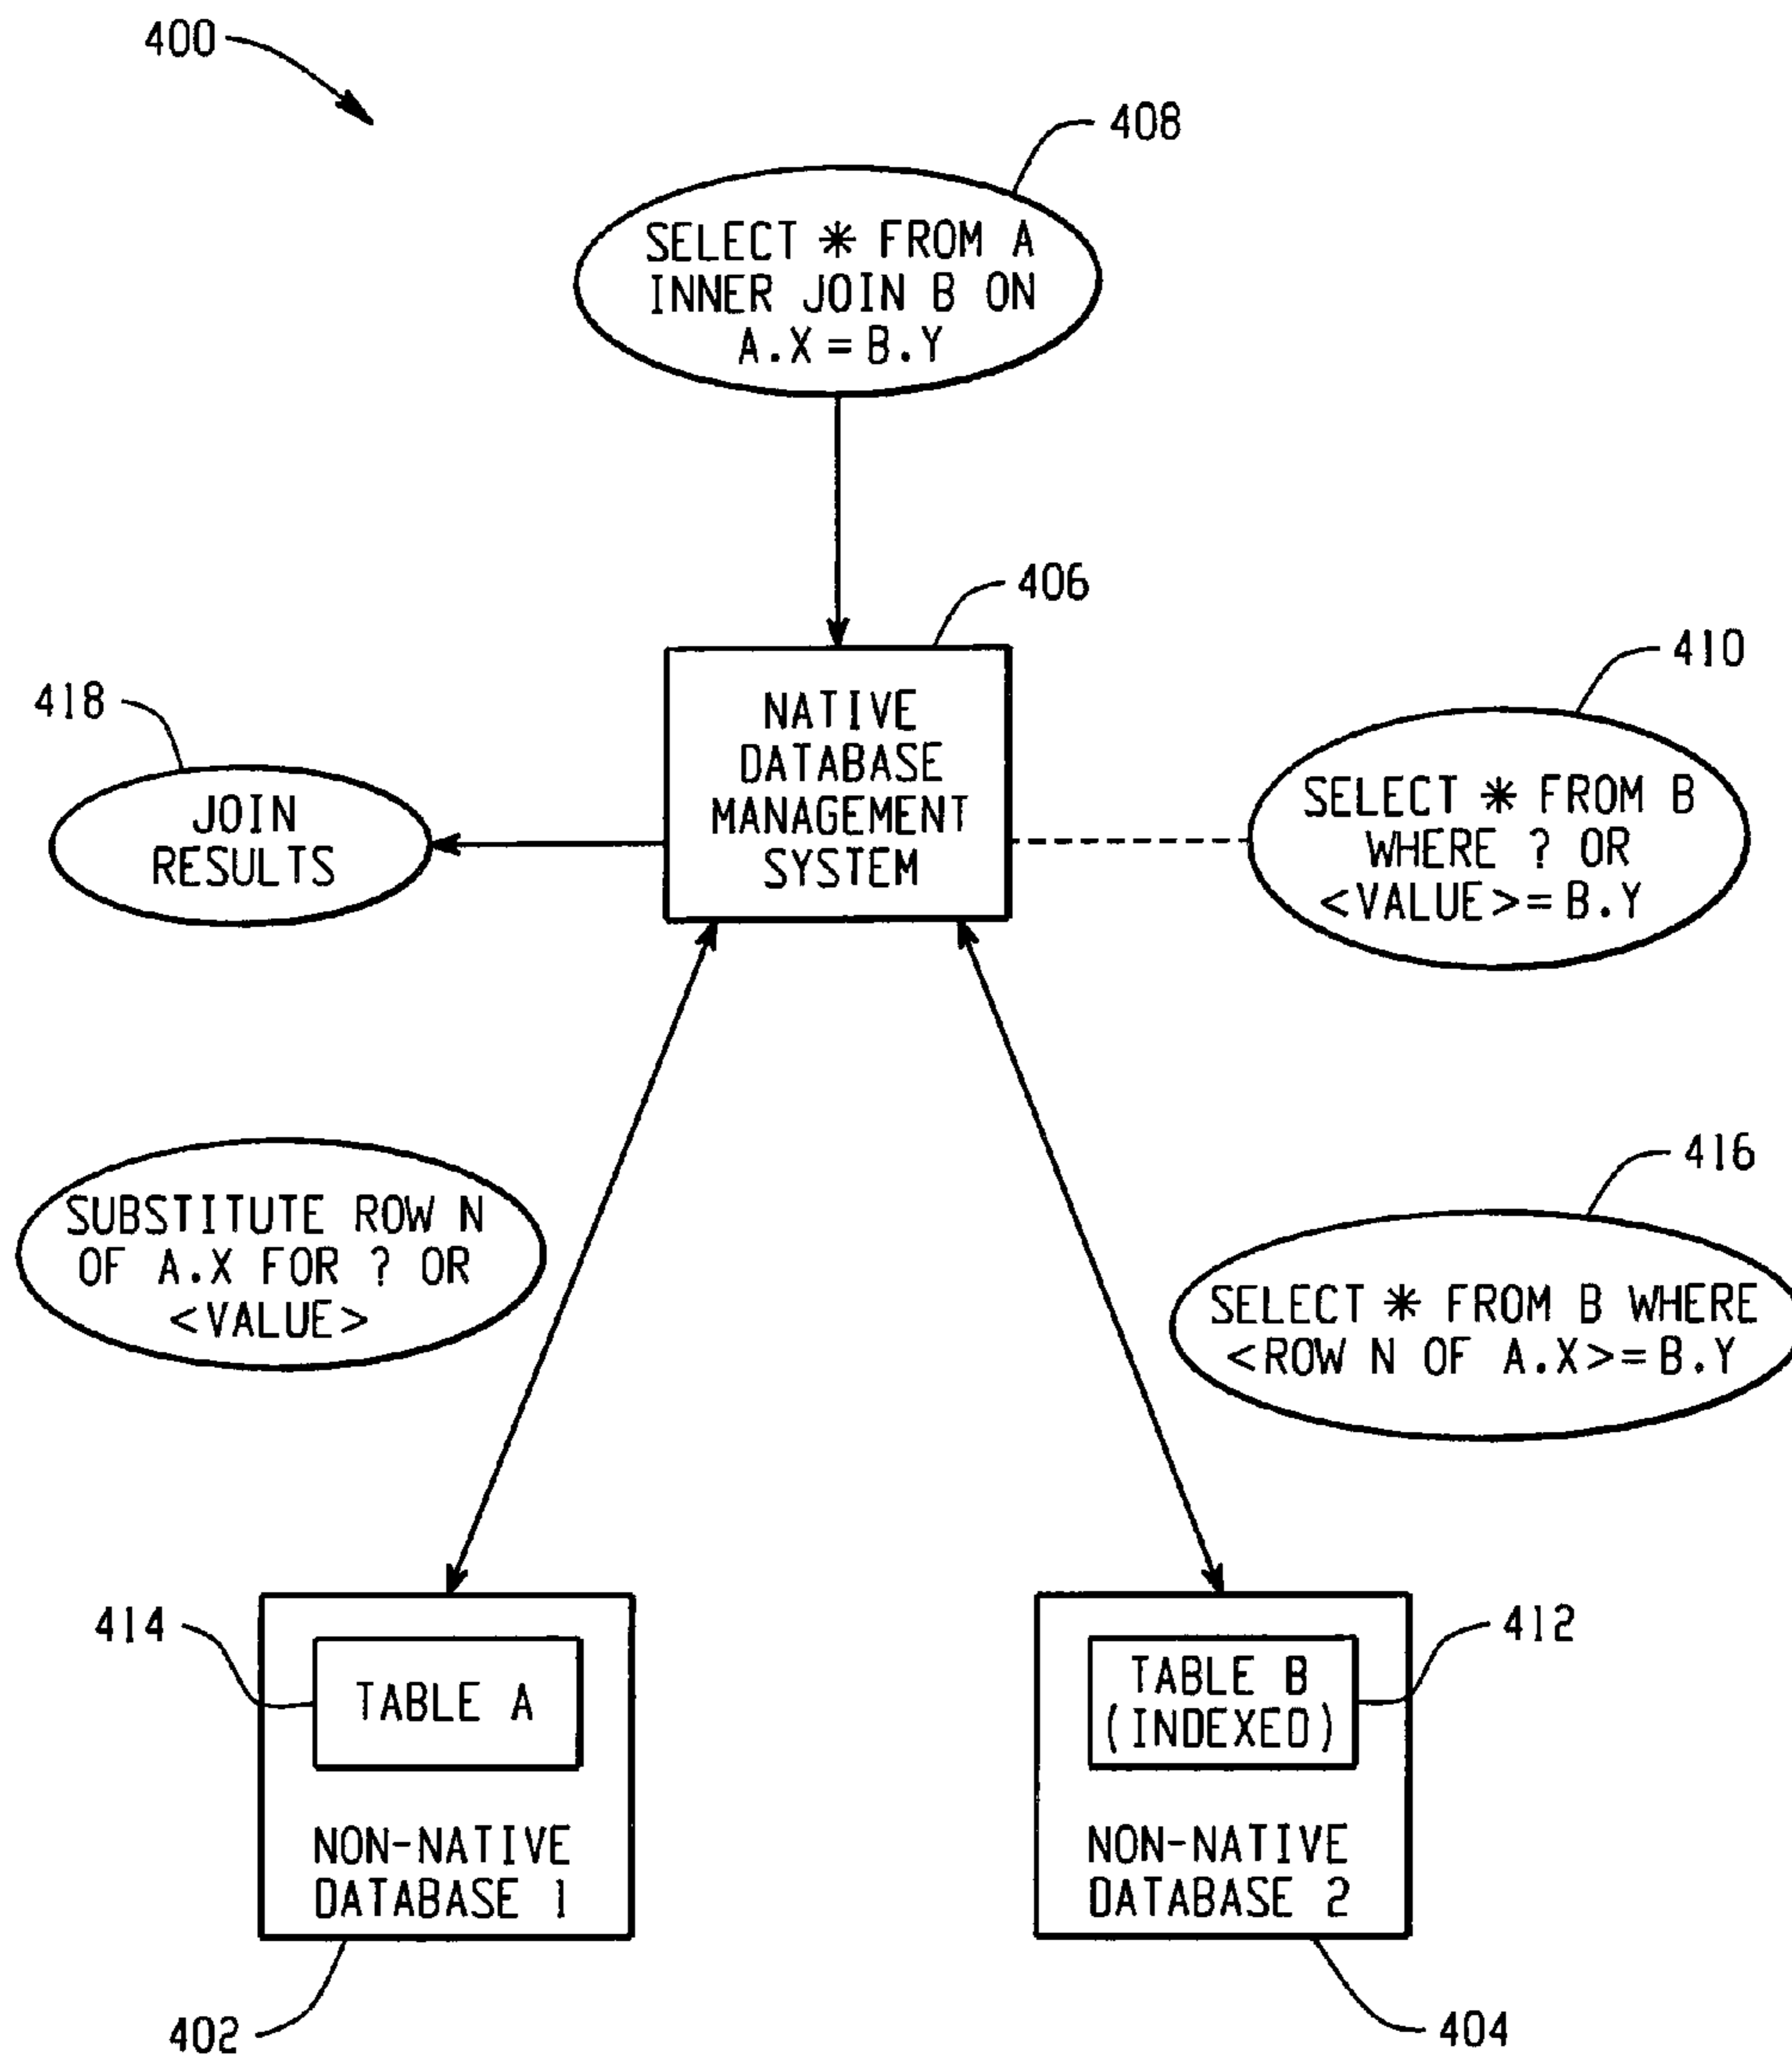 400
408
SELECT * FROM A
INNER JOIN B ON
A.X = B.Y
406
410
418
NATIVE
DATABASE
MANAGEMENT
SYSTEM
JOIN
RESULTS
SELECT * FROM B
WHERE ? OR
<VALUE>= B.Y
416
SUBSTITUTE ROW N
OF A.X FOR ? OR
<VALUE>
SELECT * FROM B WHERE
<ROW N OF A.X>= B.Y
414
TABLE A
412
TABLE B
(INDEXED)
NON-NATIVE
DATABASE 1
NON-NATIVE
DATABASE 2
402
404